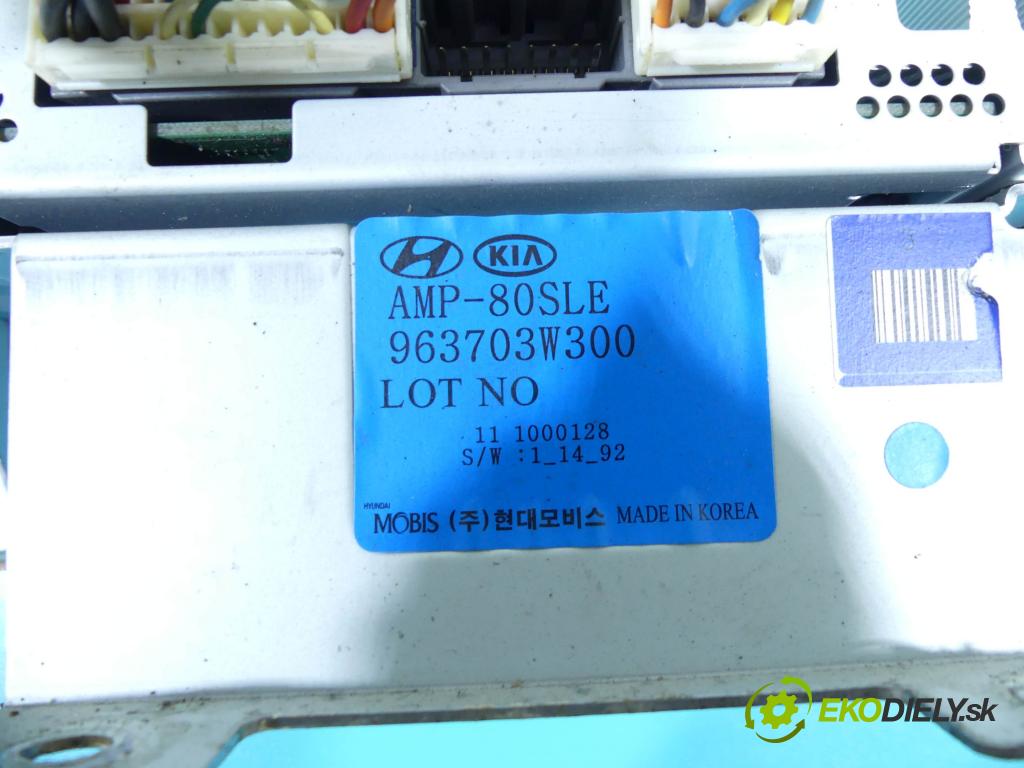 KIA
AMP-80SLE
963703W300
LOT NO
11 1000128
S/W :1_14_92
HYUNDAI
MOBIS (주)현대모비스 MADE IN KOREA
EKODIELY.sk